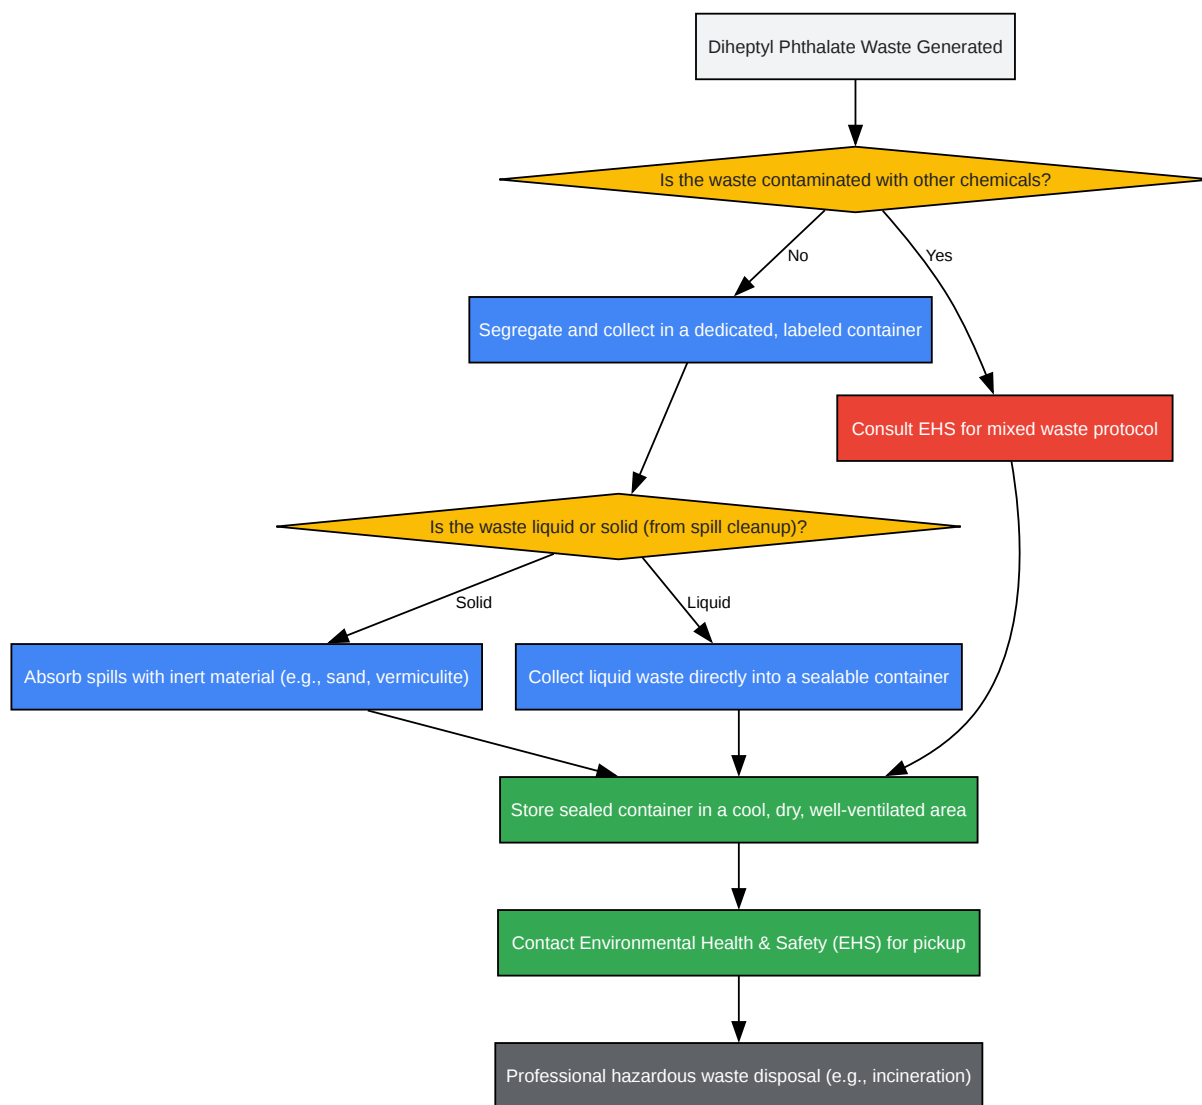 Diheptyl Phthalate Waste Generated
Is the waste contaminated with other chemicals?
No
Yes
Segregate and collect in a dedicated, labeled container
Consult EHS for mixed waste protocol
Is the waste liquid or solid (from spill cleanup)?
Solid
Liquid
Absorb spills with inert material (e.g., sand, vermiculite)
Collect liquid waste directly into a sealable container
Store sealed container in a cool, dry, well-ventilated area
Contact Environmental Health & Safety (EHS) for pickup
Professional hazardous waste disposal (e.g., incineration)